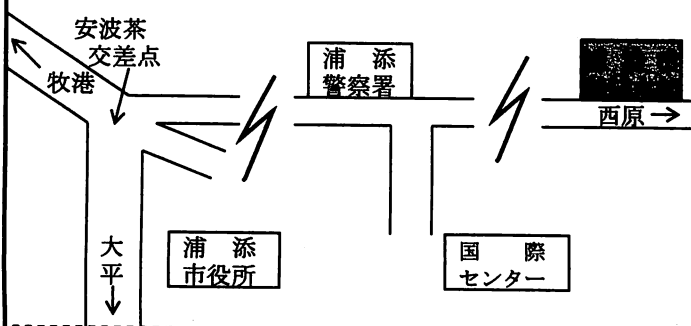 安波茶
交差点
牧港
浦添
警察署
西原
大平
浦添
市役所
国際
センター